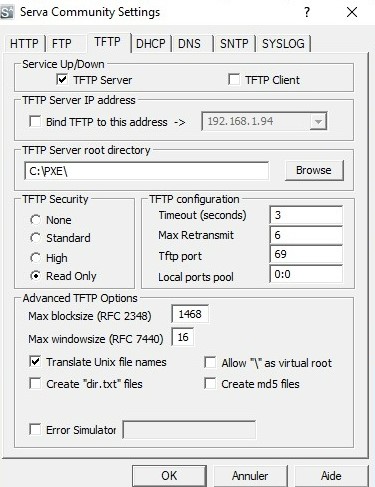 Serva Community Settings
HTTP FTP TFTP DHCP DNS SNTP SYSLOG
Service Up/Down
TFTP Server TFTP Client
TFTP Server IP address
Bind TFTP to this address -> 192.168.1.94
TFTP Server root directory
C:\PXE\ Browse
TFTP Security
None
Standard
High
Read Only
TFTP configuration
Timeout (seconds) 3
Max Retransmit 6
Tftp port 69
Local ports pool 0:0
Advanced TFTP Options
Max blocksize (RFC 2348) 1468
Max windowsize (RFC 7440) 16
Translate Unix file names Allow "\" as virtual root
Create "dir.txt" files Create md5 files
Error Simulator
OK Annuler Aide